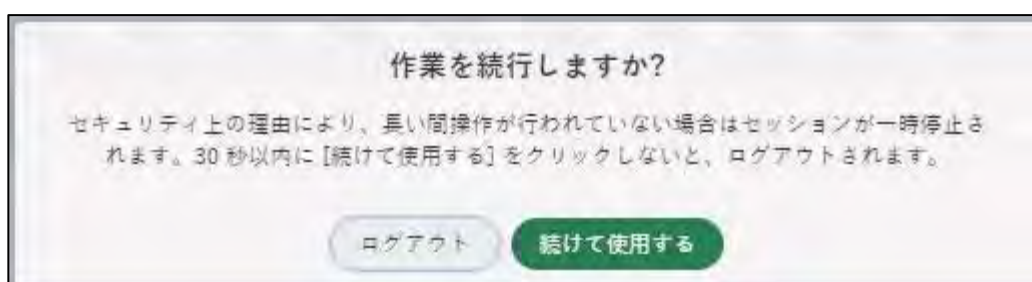 作業を続行しますか?
セキュリティ上の理由により、長い間操作が行われていない場合はセッションが一時停止さ
れます。30 秒以内に [続けて使用する] をクリックしないと、ログアウトされます。
ログアウト 続けて使用する